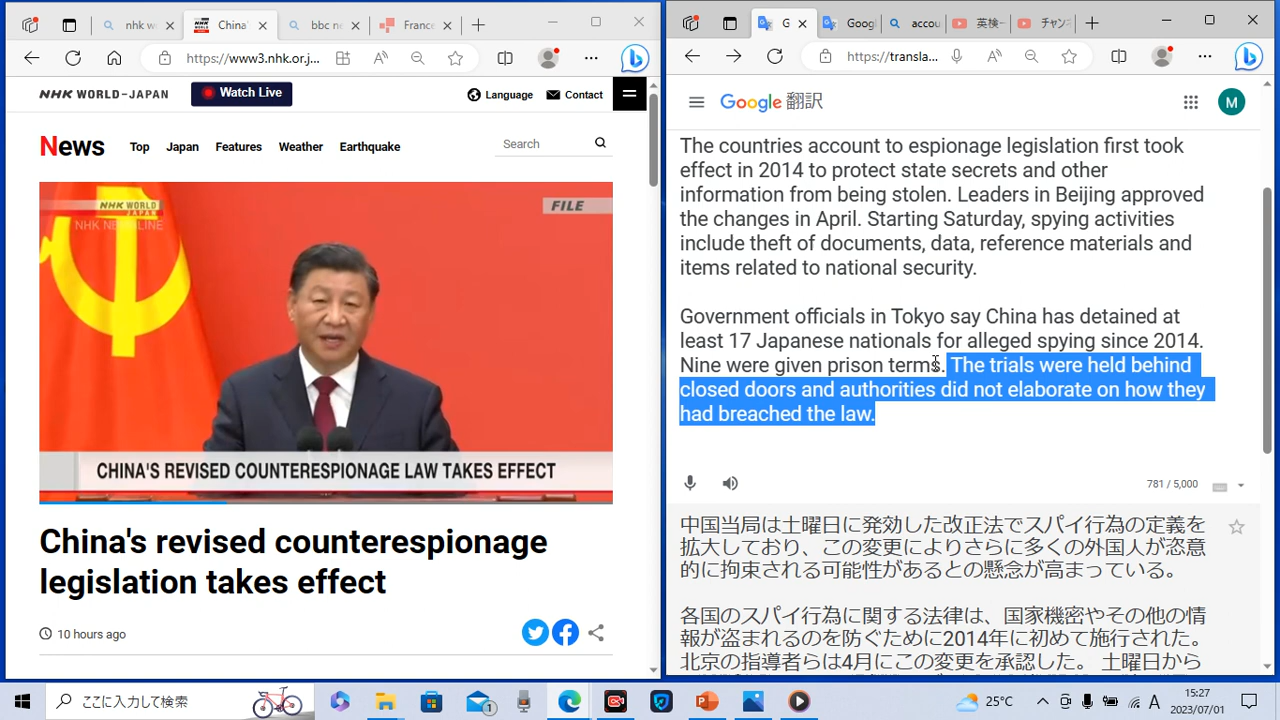 nhk w
China'
bbc ne
France
https://www3.nhk.or.j...
NHK WORLD-JAPAN
Watch Live
Language
Contact
News
Top
Japan
Features
Weather
Earthquake
Search
NHK WORLD
JAPAN
NHK NEWSLINE
FILE
CHINA'S REVISED COUNTERESPIONAGE LAW TAKES EFFECT
China's revised counterespionage
legislation takes effect
10 hours ago
G
Goog
accou
英検一
チャン
https://transla...
Google 翻訳
M
The countries account to espionage legislation first took
effect in 2014 to protect state secrets and other
information from being stolen. Leaders in Beijing approved
the changes in April. Starting Saturday, spying activities
include theft of documents, data, reference materials and
items related to national security.
Government officials in Tokyo say China has detained at
least 17 Japanese nationals for alleged spying since 2014.
Nine were given prison terms. The trials were held behind
closed doors and authorities did not elaborate on how they
had breached the law.
781 / 5,000
中国当局は土曜日に発効した改正法でスパイ行為の定義を
拡大しており、この変更によりさらに多くの外国人が恣意
的に拘束される可能性があるとの懸念が高まっている。
各国のスパイ行為に関する法律は、国家機密やその他の情
報が盗まれるのを防ぐために2014年に初めて施行された。
北京の指導者らは4月にこの変更を承認した。 土曜日から
ここに入力して検索
1
25°C
A
15:27
2023/07/01